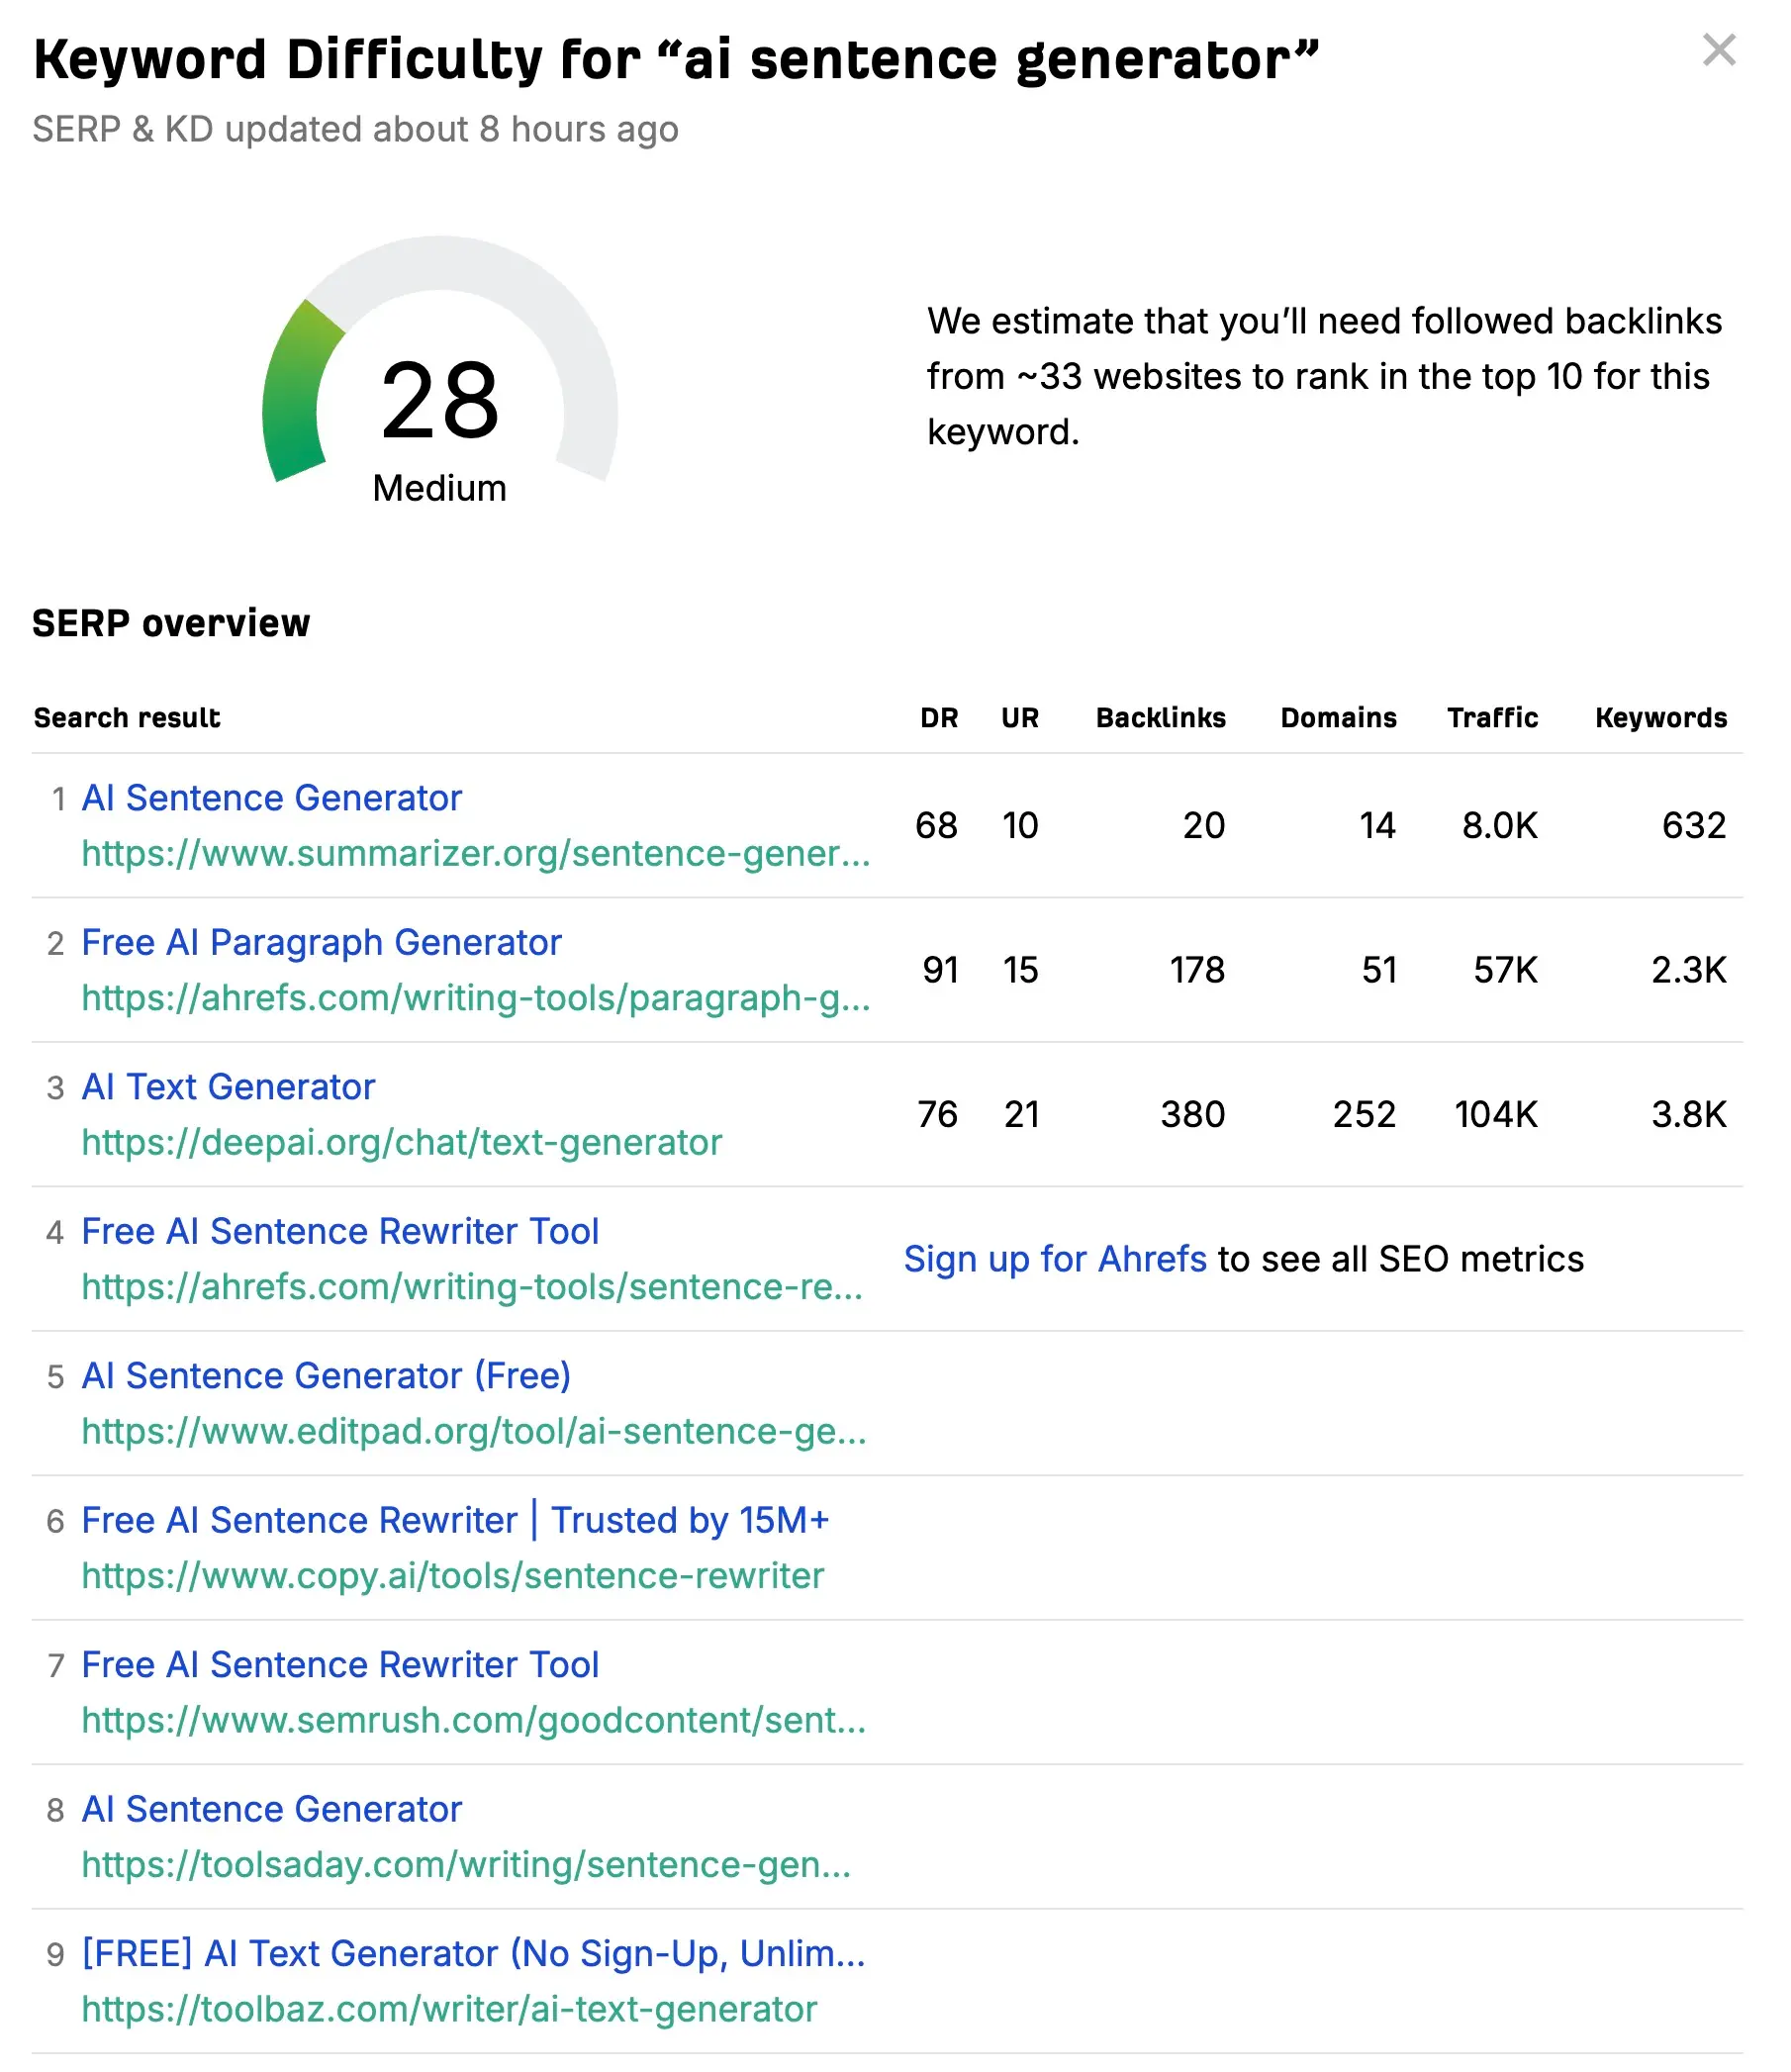 Keyword Difficulty for “ai sentence generator”
SERP & KD updated about 8 hours ago
28
Medium
We estimate that you’ll need followed backlinks
from ~33 websites to rank in the top 10 for this
keyword.
SERP overview
Search result DR UR Backlinks Domains Traffic Keywords
1 AI Sentence Generator
https://www.summarizer.org/sentence-gener...
68 10 20 14 8.0K 632
2 Free AI Paragraph Generator
https://ahrefs.com/writing-tools/paragraph-g...
91 15 178 51 57K 2.3K
3 AI Text Generator
https://deepai.org/chat/text-generator
76 21 380 252 104K 3.8K
4 Free AI Sentence Rewriter Tool
https://ahrefs.com/writing-tools/sentence-re...
Sign up for Ahrefs to see all SEO metrics
5 AI Sentence Generator (Free)
https://www.editpad.org/tool/ai-sentence-ge...
6 Free AI Sentence Rewriter | Trusted by 15M+
https://www.copy.ai/tools/sentence-rewriter
7 Free AI Sentence Rewriter Tool
https://www.semrush.com/goodcontent/sent...
8 AI Sentence Generator
https://toolsaday.com/writing/sentence-gen...
9 [FREE] AI Text Generator (No Sign-Up, Unlim...
https://toolbaz.com/writer/ai-text-generator